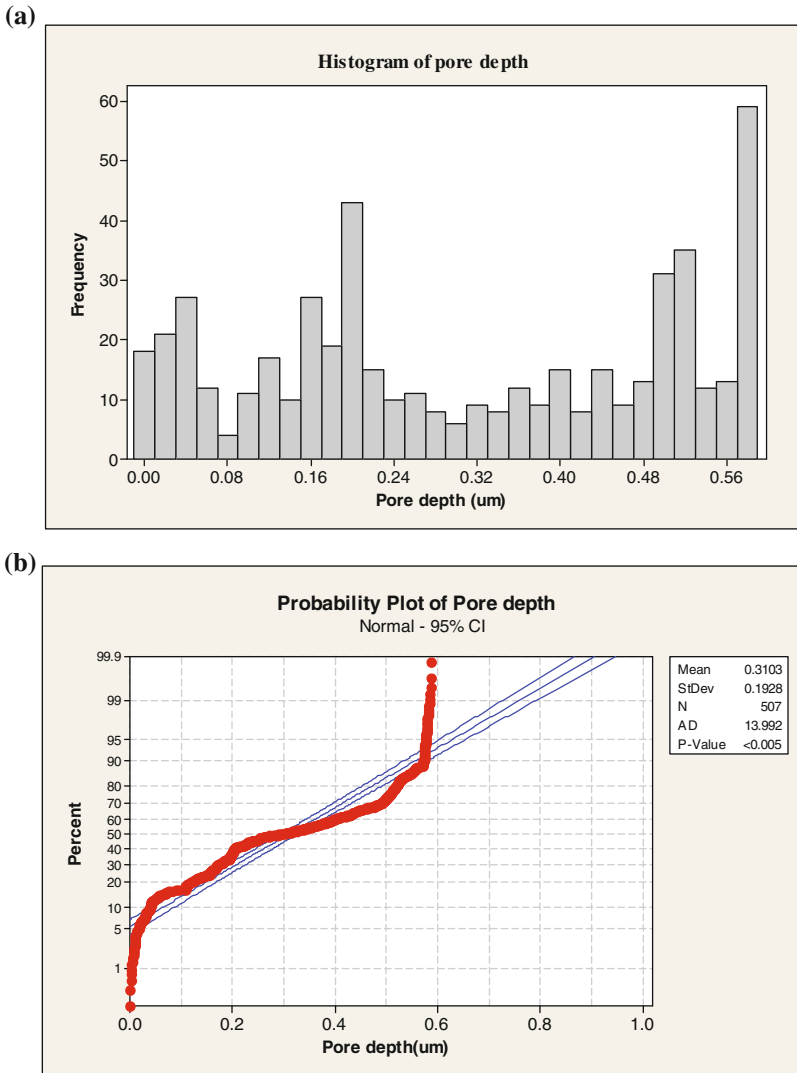 (a)
Histogram of pore depth
60
50
40
30
20
10
0
Frequency
0.00 0.08 0.16 0.24 0.32 0.40 0.48 0.56
Pore depth (um)
(b)
Probability Plot of Pore depth
Normal - 95% CI
99.9
99
95
90
80
70
60
50
40
30
20
10
5
1
Percent
0.0 0.2 0.4 0.6 0.8 1.0
Pore depth(um)
Mean 0.3103
StDev 0.1928
N 507
AD 13.992
P-Value <0.005